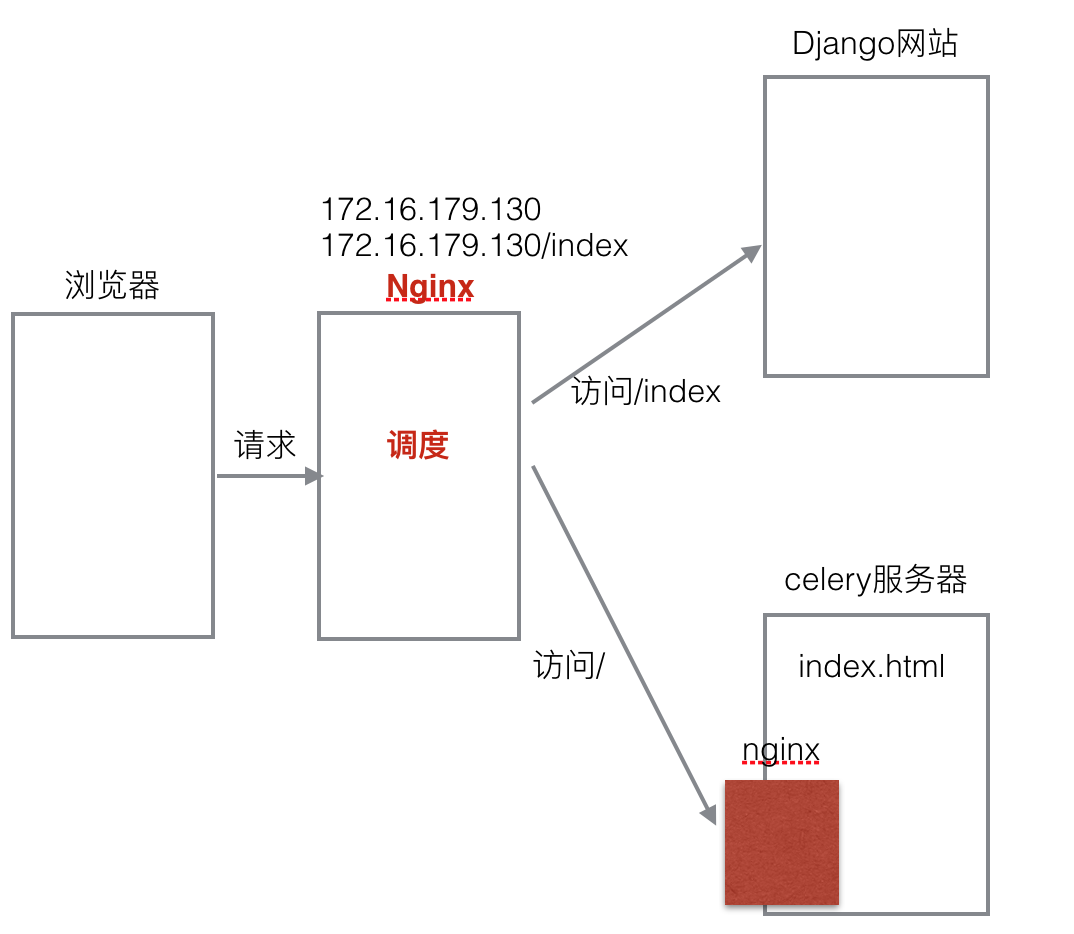 Django网站
172.16.179.130
172.16.179.130/index
浏览器
Nginx
访问/index
请求
调度
celery服务器
访问/
index.html
nginx